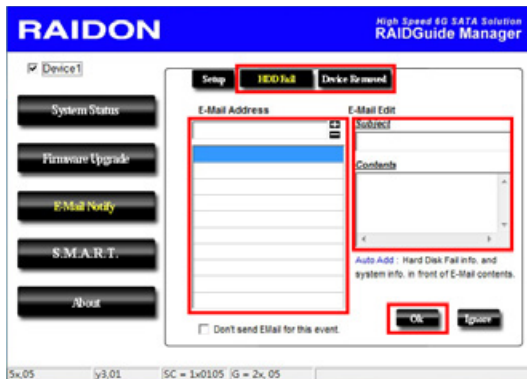 RAIDON
High Speed 6G SATA Solution
RAIDGuide Manager
Device1
System Status
Firmware Upgrade
E-Mail Notify
S.M.A.R.T.
About
Setup HDD Fail Device Removed
E-Mail Address
E-Mail Edit
Subject
Contents
Auto Add : Hard Disk Fail info. and
system info. in front of E-Mail contents.
Don't send EMail for this event.
Ok Ignore
5x,05 y3,01 SC = 1x0105 G = 2x, 05